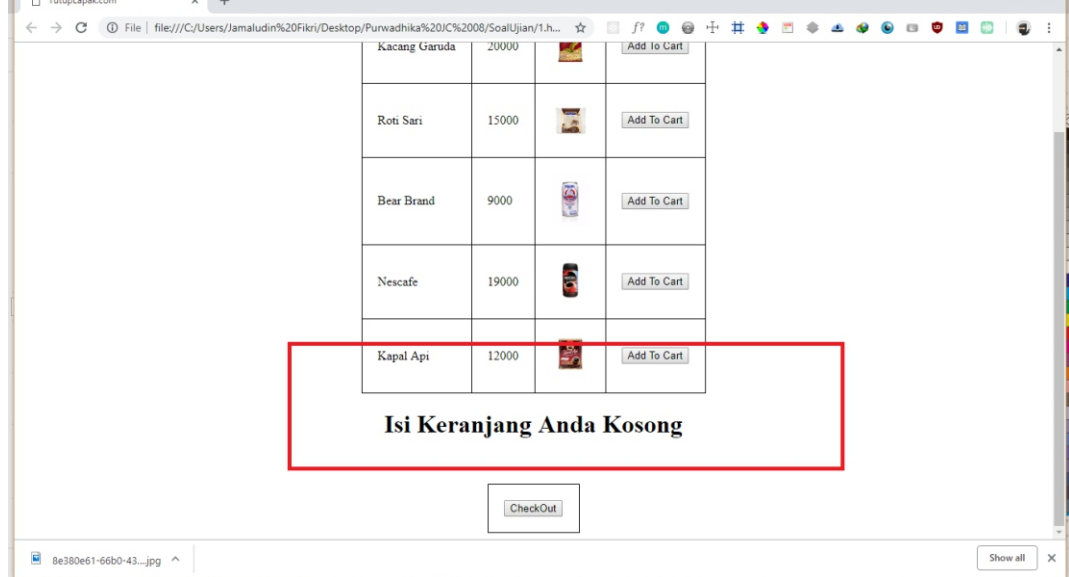 Tutupcapak.com
File | file:///C:/Users/Jamaludin%20Fikri/Desktop/Purwadhika%20JC%2008/SoalUjian/1.h...
Kacang Garuda 20000 Add To Cart
Roti Sari 15000 Add To Cart
Bear Brand 9000 Add To Cart
Nescafe 19000 Add To Cart
Kapal Api 12000 Add To Cart
Isi Keranjang Anda Kosong
CheckOut
8e380e61-66b0-43....jpg
Show all